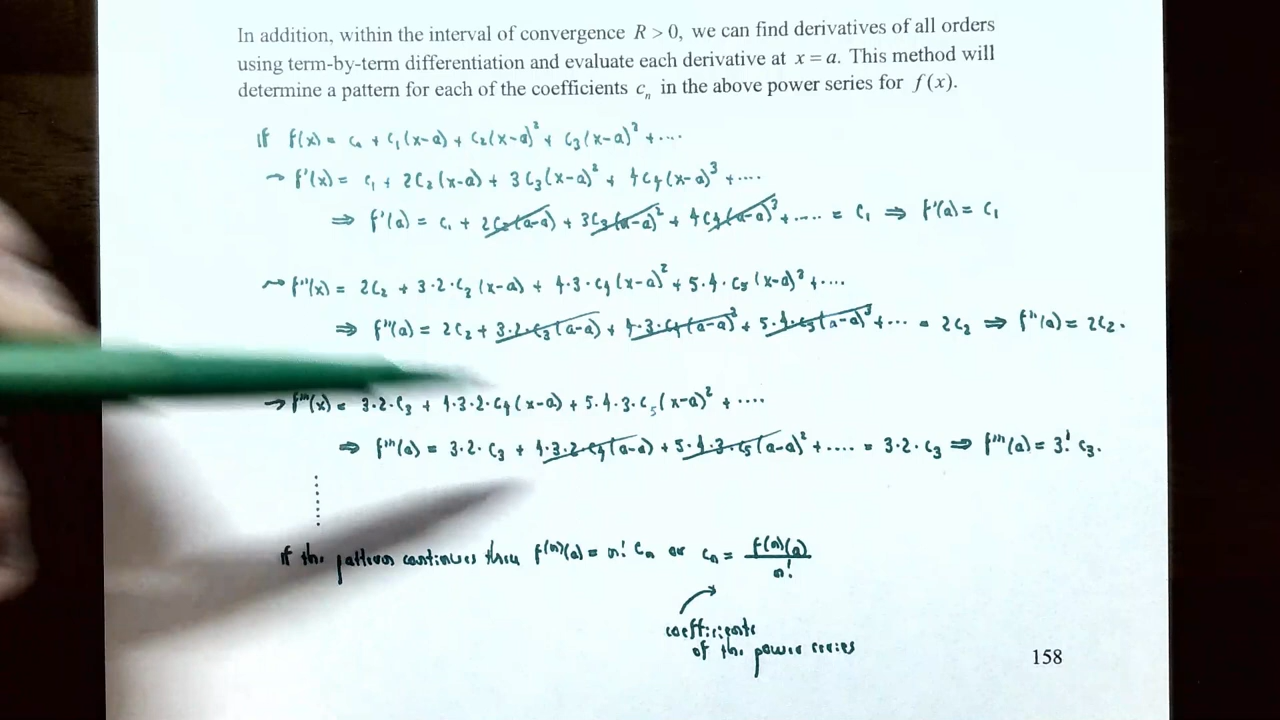 In addition, within the interval of convergence R > 0, we can find derivatives of all orders
using term-by-term differentiation and evaluate each derivative at x = a. This method will
determine a pattern for each of the coefficients cₙ in the above power series for f(x).
If f(x) = c₀ + c₁(x-a) + c₂(x-a)² + c₃(x-a)³ + ....
→ f'(x) = c₁ + 2c₂(x-a) + 3c₃(x-a)² + 4c₄(x-a)³ + ....
⇒ f'(a) = c₁ + 2c₂(a-a) + 3c₃(a-a)² + 4c₄(a-a)³ + ..... = c₁ ⇒ f'(a) = c₁
→ f''(x) = 2c₂ + 3·2·c₂(x-a) + 4·3·c₄(x-a)² + 5·4·c₅(x-a)³ + ....
⇒ f''(a) = 2c₂ + 3·2·c₃(a-a) + 4·3·c₄(a-a)² + 5·4·c₅(a-a)³ + ... = 2c₂ ⇒ f''(a) = 2c₂.
→ f'''(x) = 3·2·c₃ + 4·3·2·c₄(x-a) + 5·4·3·c₅(x-a)² + ....
⇒ f'''(a) = 3·2·c₃ + 4·3·2·c₄(a-a) + 5·4·3·c₅(a-a)² + .... = 3·2·c₃ ⇒ f'''(a) = 3! c₃.
If the pattern continues then f(n)(a) = n! cₙ or cₙ = f(n)(a) / n!
coefficients
of the power series
158